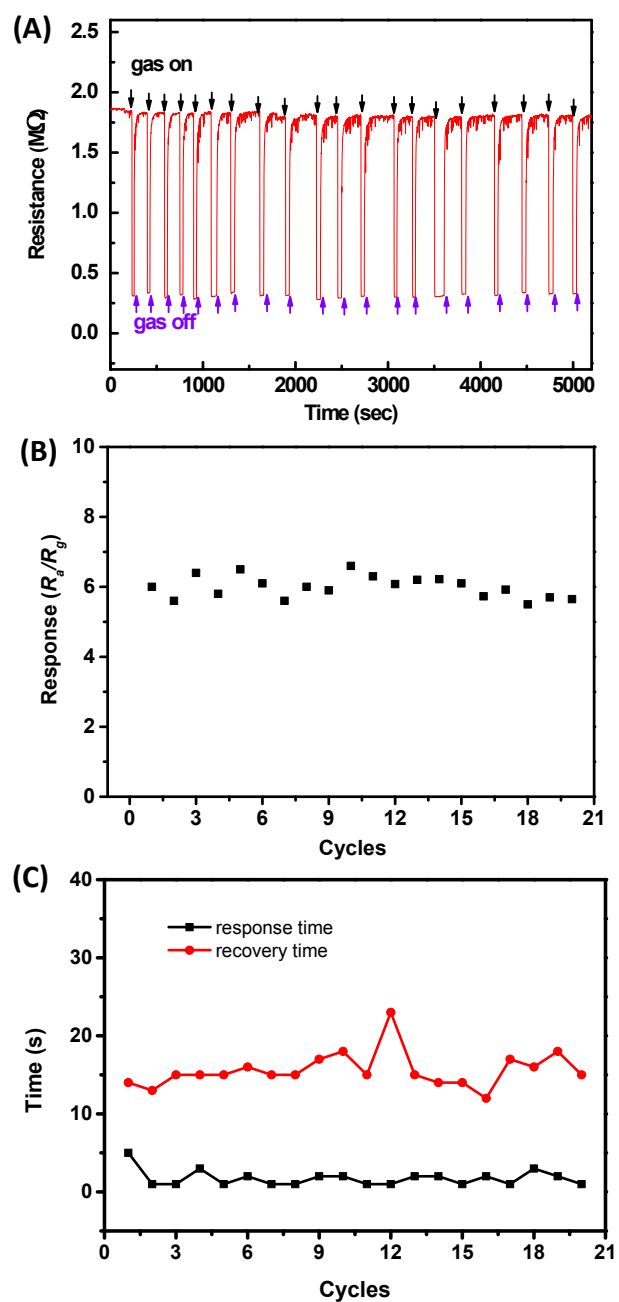 (A)
2.5
2.0
1.5
1.0
0.5
0.0
Resistance (MΩ)
gas on
gas off
0 1000 2000 3000 4000 5000
Time (sec)
(B)
10
8
6
4
2
0
Response (Ra/Rg)
0 3 6 9 12 15 18 21
Cycles
(C)
40
30
20
10
0
Time (s)
response time
recovery time
0 3 6 9 12 15 18 21
Cycles